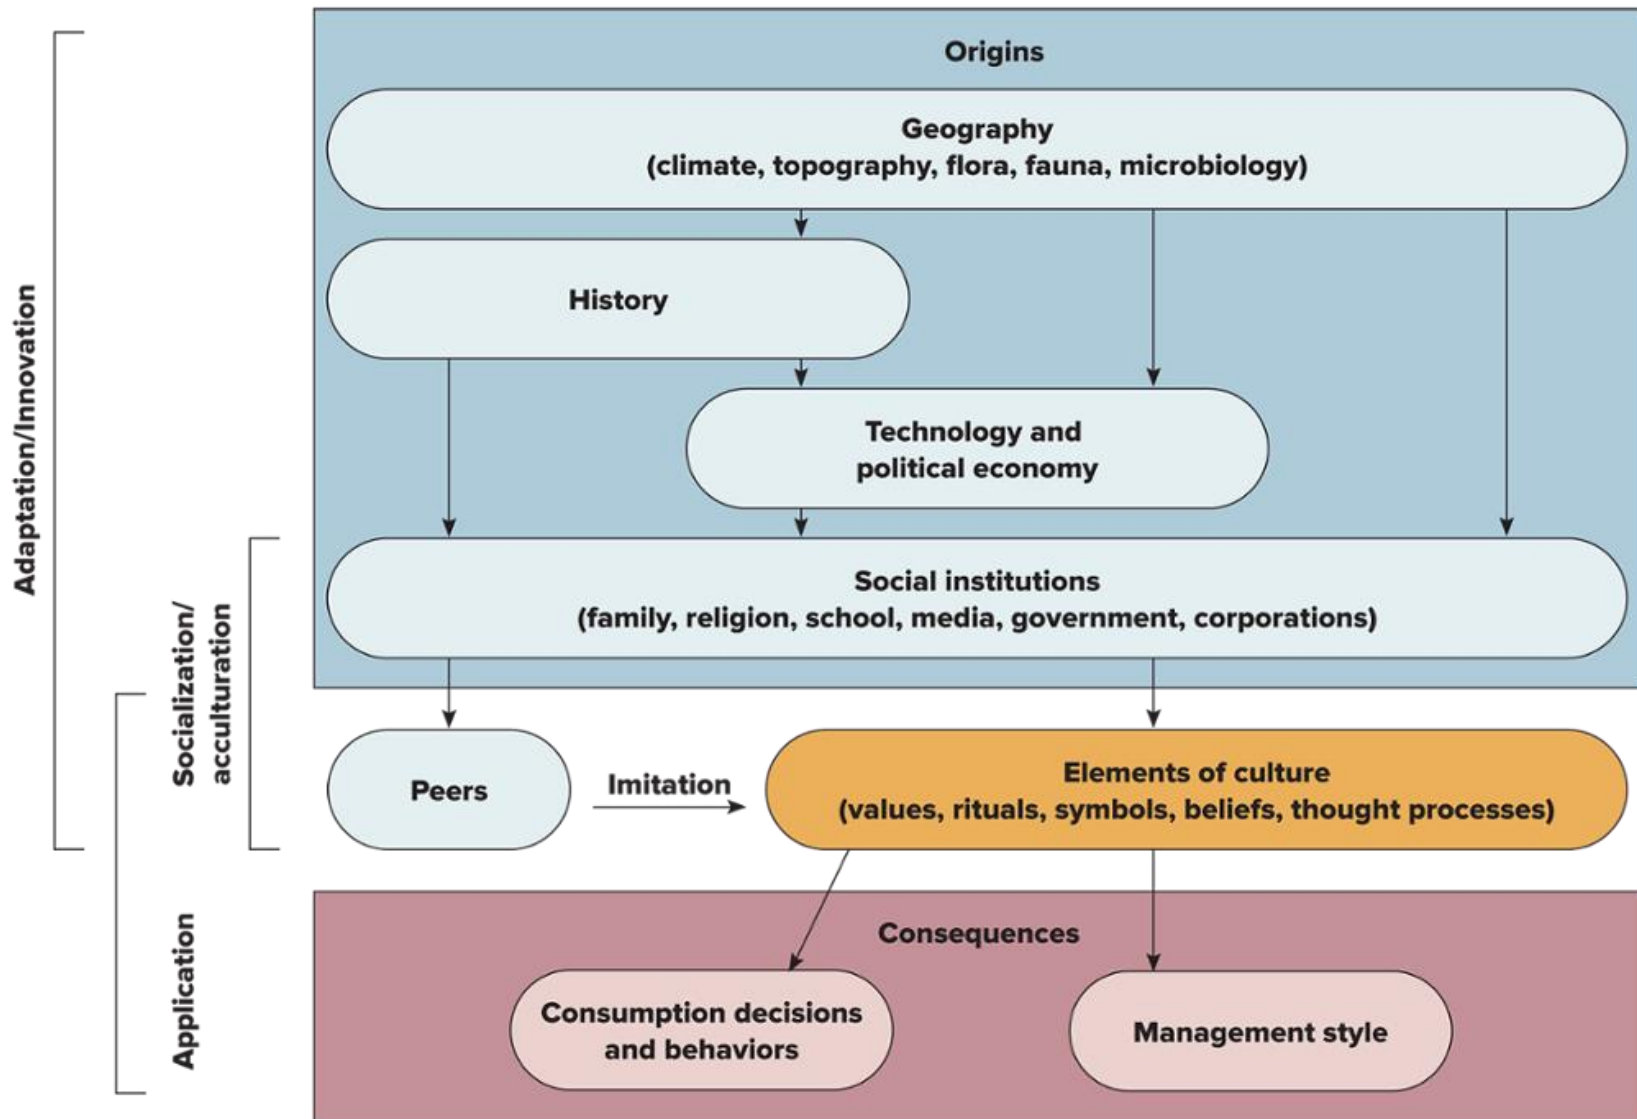 Origins
Geography
(climate, topography, flora, fauna, microbiology)
History
Technology and
political economy
Social institutions
(family, religion, school, media, government, corporations)
Peers
Imitation
Elements of culture
(values, rituals, symbols, beliefs, thought processes)
Consequences
Consumption decisions
and behaviors
Management style
Adaptation/Innovation
Socialization/
acculturation
Application